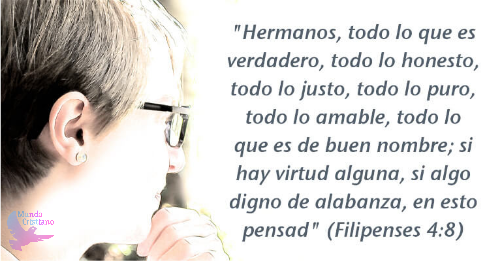 "Hermanos, todo lo que es
verdadero, todo lo honesto,
todo lo justo, todo lo puro,
todo lo amable, todo lo
que es de buen nombre; si
hay virtud alguna, si algo
digno de alabanza, en esto
pensad" (Filipenses 4:8)
Mundo
Cristiano